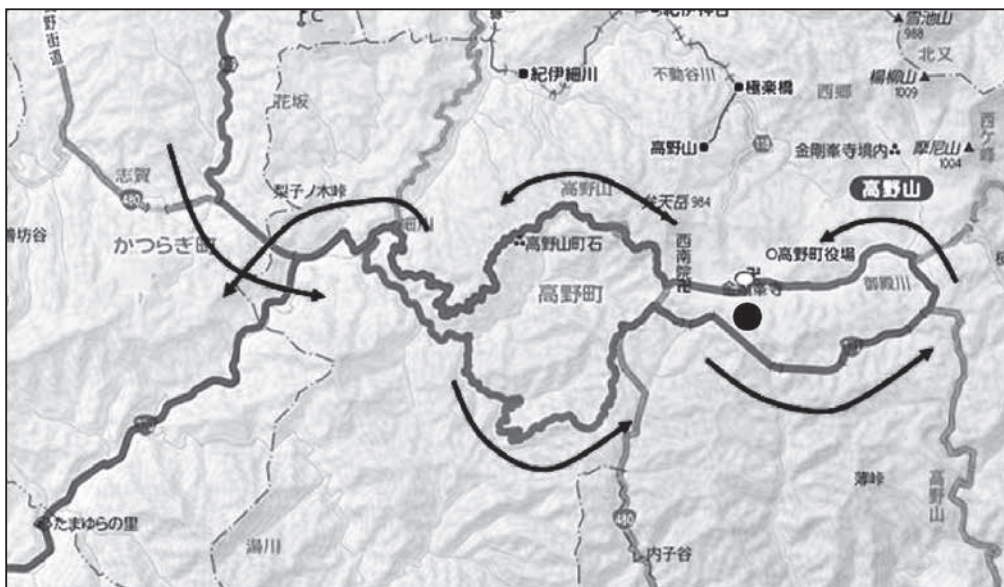 C
雪池山
988
北又
楊柳山
1009
紀伊細川
不動谷川
極楽橋
西郷
花坂
高野山
金剛峯寺境内
摩尼山
1004
西ケ峰
高野山
志賀
480
梨子ノ木峠
高野山
弁天岳 984
細川
かつらぎ町
高野山町石
西南院
高野町役場
高野町
金剛峯寺
御殿川
480
薄峠
高野山
たまゆらの里
湯川
内子谷